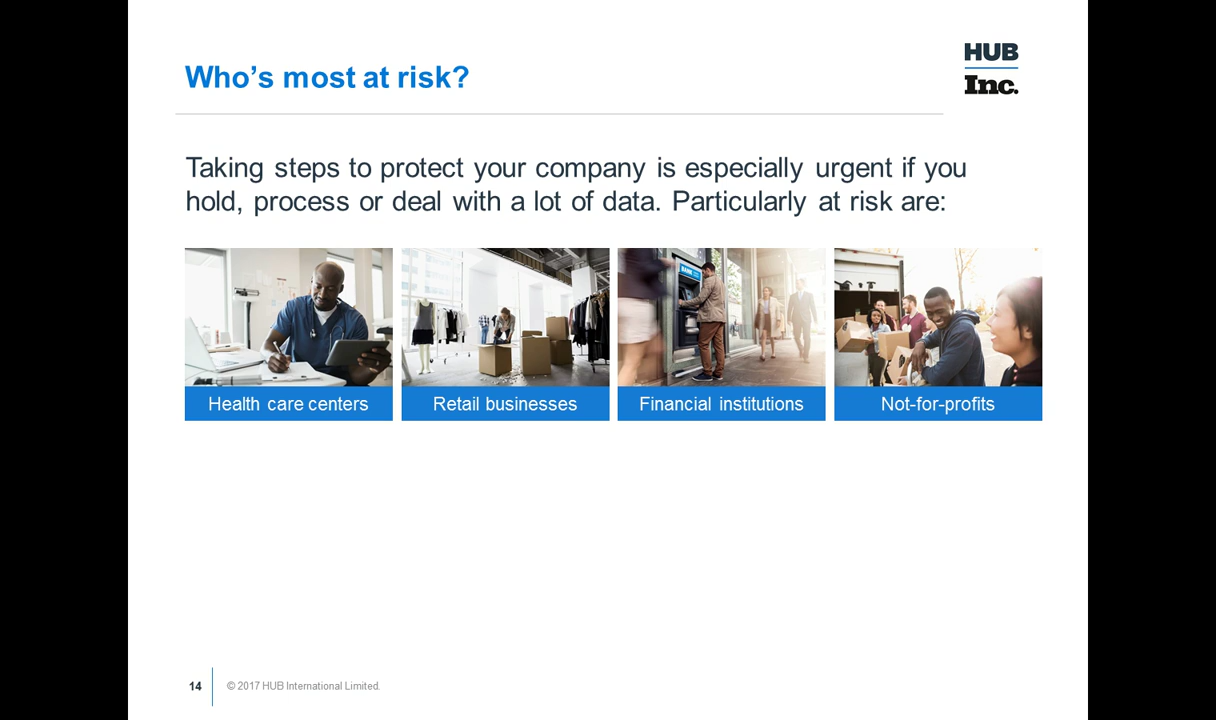 Who's most at risk?
HUB
Inc.
Taking steps to protect your company is especially urgent if you
hold, process or deal with a lot of data. Particularly at risk are:
BANK
Health care centers
Retail businesses
Financial institutions
Not-for-profits
14
© 2017 HUB International Limited.